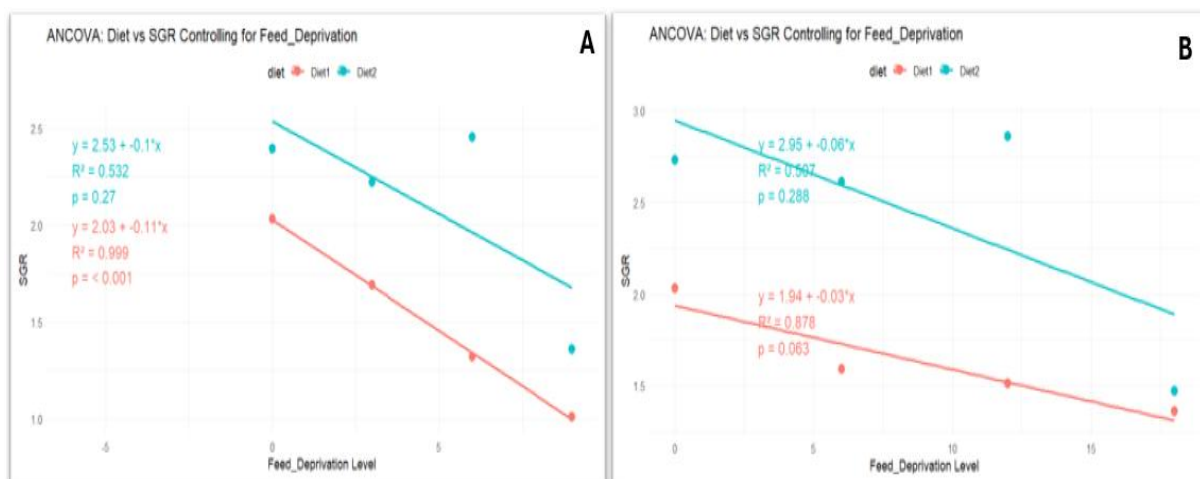 ANCOVA: Diet vs SGR Controlling for Feed_Deprivation
A
diet Diet1 Diet2
2.5
2.0
1.5
1.0
y = 2.53 + -0.1*x
R² = 0.532
p = 0.27
y = 2.03 + -0.11*x
R² = 0.999
p = < 0.001
SGR
-5 0 5
Feed_Deprivation Level
ANCOVA: Diet vs SGR Controlling for Feed_Deprivation
B
diet Diet1 Diet2
3.0
2.5
2.0
1.5
y = 2.95 + -0.06*x
R² = 0.507
p = 0.288
y = 1.94 + -0.03*x
R² = 0.878
p = 0.063
SGR
0 5 10 15
Feed_Deprivation Level